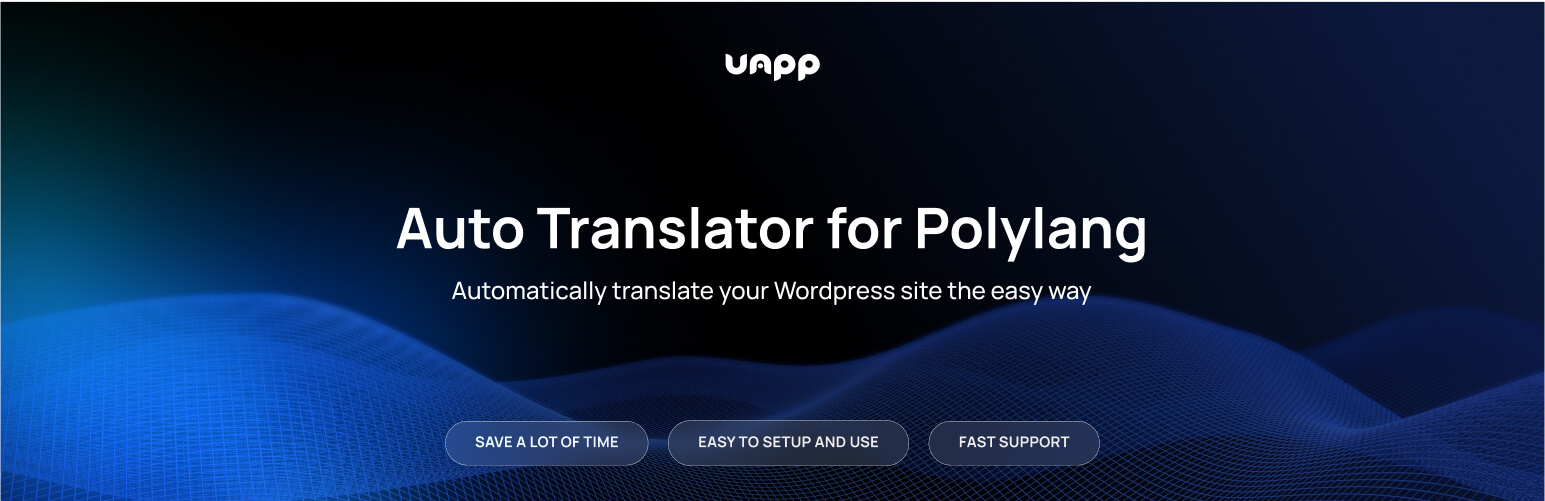 uApp
Auto Translator for Polylang
Automatically translate your Wordpress site the easy way
SAVE A LOT OF TIME
EASY TO SETUP AND USE
FAST SUPPORT